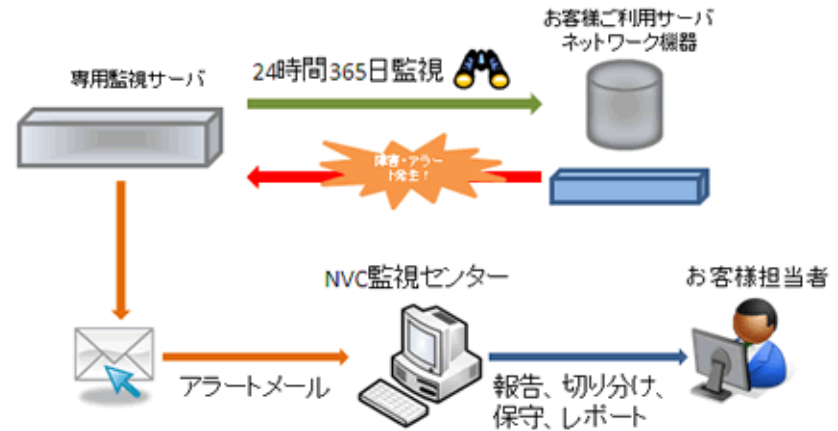 お客様ご利用サーバ
ネットワーク機器
専用監視サーバ
24時間365日監視
障害・アラー
ト発生！
NVC監視センター
お客様担当者
アラートメール
報告、切り分け、
保守、レポート